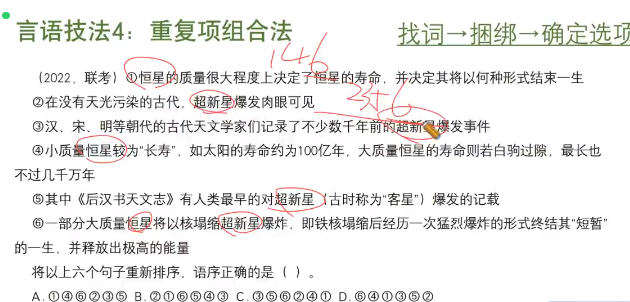 言语技法4：重复项组合法
找词→捆绑→确定选项
146
2356
（2022，联考）①恒星的质量很大程度上决定了恒星的寿命，并决定其将以何种形式结束一生
②在没有天光污染的古代，超新星爆发肉眼可见
③汉、宋、明等朝代的古代天文学家们记录了不少数千年前的超新星爆发事件
④小质量恒星较为“长寿”，如太阳的寿命约为100亿年，大质量恒星的寿命则若白驹过隙，最长也
不过几千万年
⑤其中《后汉书天文志》有人类最早的对超新星（古时称为“客星”）爆发的记载
⑥一部分大质量恒星将以核塌缩超新星爆炸，即铁核塌缩后经历一次猛烈爆炸的形式终结其“短暂”
的一生，并释放出极高的能量
将以上六个句子重新排序，语序正确的是（ ）。
A.①④⑥②③⑤ B.②①⑥⑤④③ C.③⑤⑥②④① D.⑥④①③⑤②